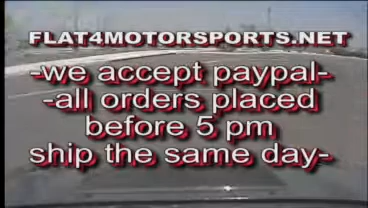 FLAT4MOTORSPORTS.NET
-we accept paypal-
-all orders placed
before 5 pm
ship the same day-